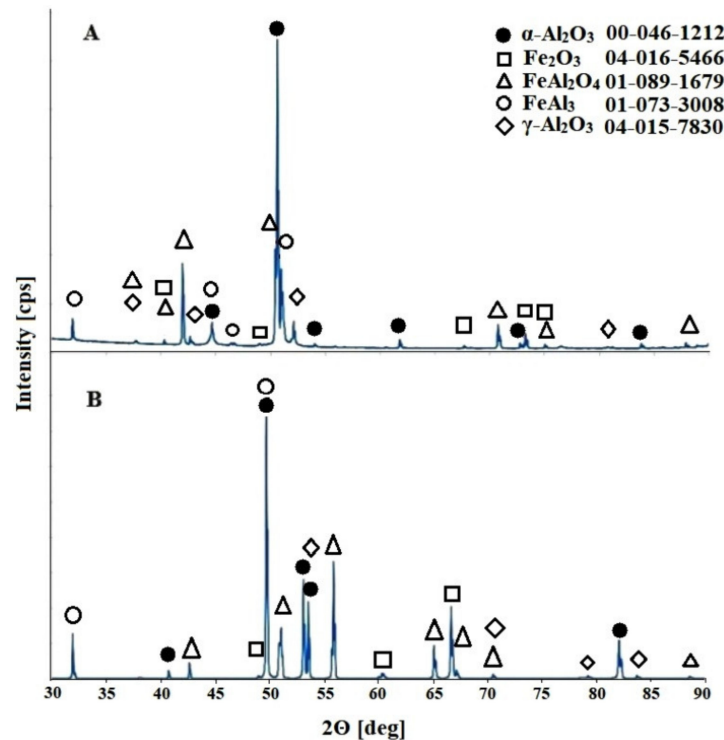 A
α-Al₂O₃ 00-046-1212
Fe₂O₃ 04-016-5466
FeAl₂O₄ 01-089-1679
FeAl₃ 01-073-3008
γ-Al₂O₃ 04-015-7830
Intensity [cps]
B
30 35 40 45 50 55 60 65 70 75 80 85 90
2Θ [deg]